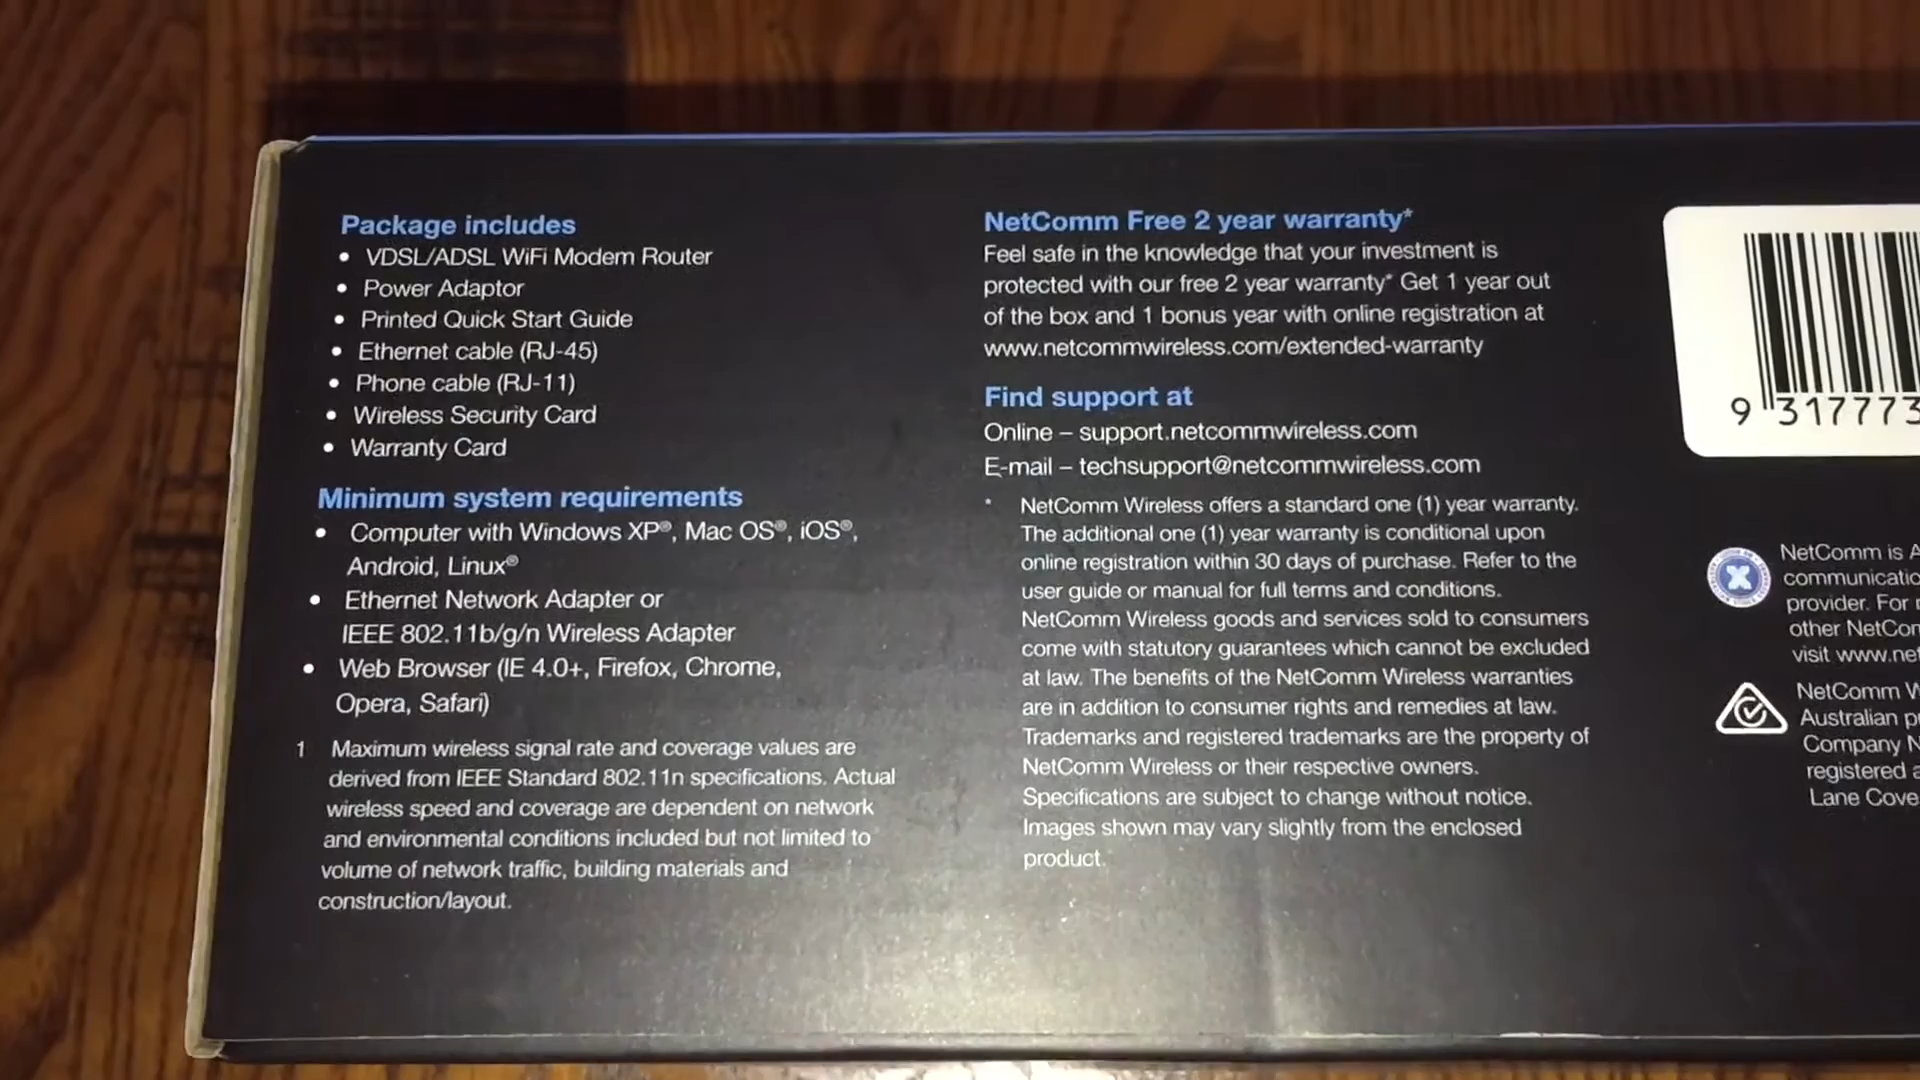 Package includes
• VDSL/ADSL WiFi Modem Router
• Power Adaptor
• Printed Quick Start Guide
• Ethernet cable (RJ-45)
• Phone cable (RJ-11)
• Wireless Security Card
• Warranty Card
Minimum system requirements
• Computer with Windows XP®, Mac OS®, iOS®,
Android, Linux®
• Ethernet Network Adapter or
IEEE 802.11b/g/n Wireless Adapter
• Web Browser (IE 4.0+, Firefox, Chrome,
Opera, Safari)
1 Maximum wireless signal rate and coverage values are
derived from IEEE Standard 802.11n specifications. Actual
wireless speed and coverage are dependent on network
and environmental conditions included but not limited to
volume of network traffic, building materials and
construction/layout.
NetComm Free 2 year warranty*
Feel safe in the knowledge that your investment is
protected with our free 2 year warranty* Get 1 year out
of the box and 1 bonus year with online registration at
www.netcommwireless.com/extended-warranty
Find support at
Online – support.netcommwireless.com
E-mail – techsupport@netcommwireless.com
* NetComm Wireless offers a standard one (1) year warranty.
The additional one (1) year warranty is conditional upon
online registration within 30 days of purchase. Refer to the
user guide or manual for full terms and conditions.
NetComm Wireless goods and services sold to consumers
come with statutory guarantees which cannot be excluded
at law. The benefits of the NetComm Wireless warranties
are in addition to consumer rights and remedies at law.
Trademarks and registered trademarks are the property of
NetComm Wireless or their respective owners.
Specifications are subject to change without notice.
Images shown may vary slightly from the enclosed
product.
9 317773
NetComm is A
communicatio
provider. For
other NetCom
visit www.net
NetComm W
Australian p
Company N
registered a
Lane Cove